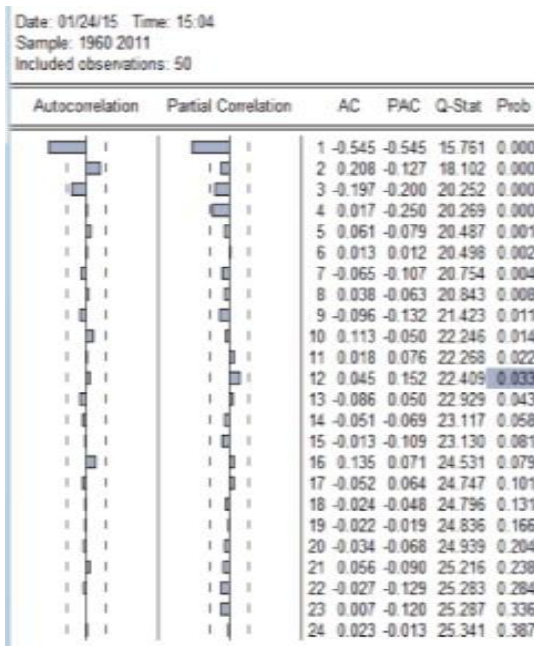 Date: 01/24/15 Time: 15:04
Sample: 1960 2011
Included observations: 50
Autocorrelation Partial Correlation AC PAC Q-Stat Prob
1 -0.545 -0.545 15.761 0.000
2 0.208 -0.127 18.102 0.000
3 -0.197 -0.200 20.252 0.000
4 0.017 -0.250 20.269 0.000
5 0.061 -0.079 20.487 0.001
6 0.013 0.012 20.498 0.002
7 -0.065 -0.107 20.754 0.004
8 0.038 -0.063 20.843 0.008
9 -0.096 -0.132 21.423 0.011
10 0.113 -0.050 22.246 0.014
11 0.018 0.076 22.268 0.022
12 0.045 0.152 22.409 0.033
13 -0.086 0.050 22.929 0.043
14 -0.051 -0.069 23.117 0.058
15 -0.013 -0.109 23.130 0.081
16 0.135 0.071 24.531 0.079
17 -0.052 0.064 24.747 0.101
18 -0.024 -0.048 24.796 0.131
19 -0.022 -0.019 24.836 0.166
20 -0.034 -0.068 24.939 0.204
21 0.056 -0.090 25.216 0.238
22 -0.027 -0.129 25.283 0.284
23 0.007 -0.120 25.287 0.336
24 0.023 -0.013 25.341 0.387